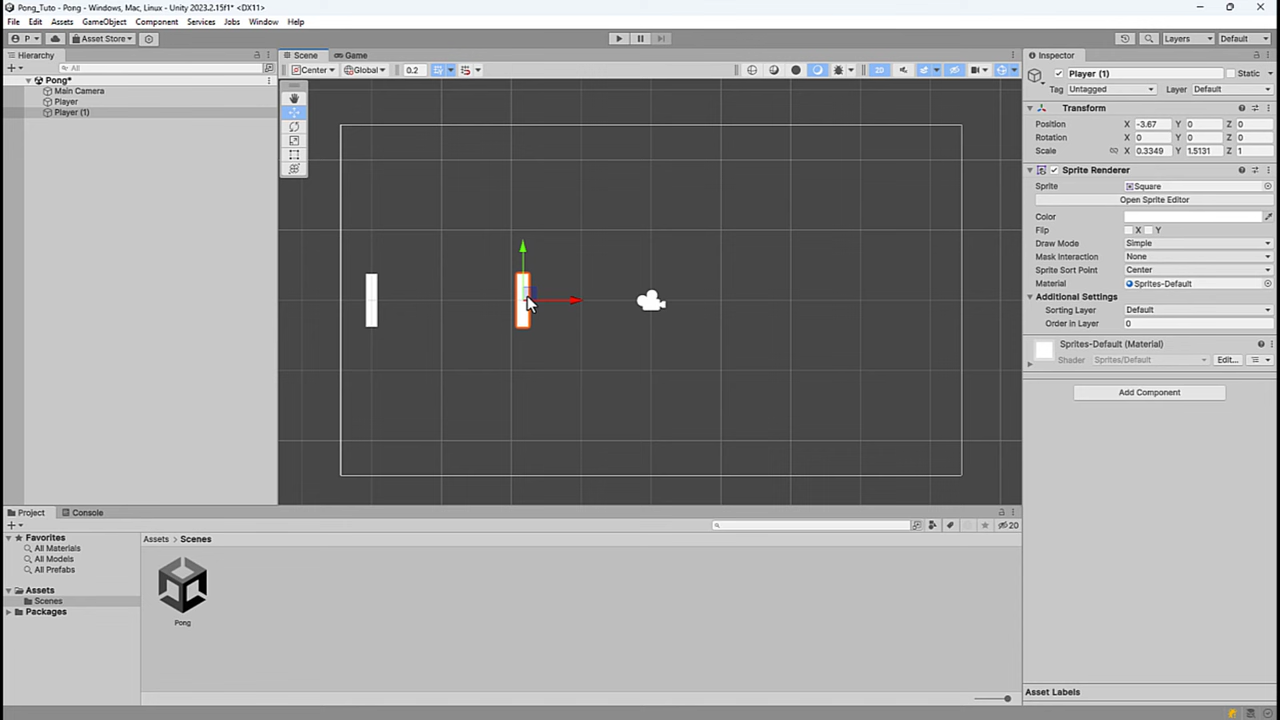 Pong_Tuto - Pong - Windows, Mac, Linux - Unity 2023.2.15f1* <DX11>
File Edit Assets GameObject Component Services Jobs Window Help
P Asset Store Layers Default
Hierarchy
All
Pong*
Main Camera
Player
Player (1)
Scene Game
Center Global 0.2 2D
Inspector
Player (1) Static
Tag Untagged Layer Default
Transform
Position X -3.67 Y 0 Z 0
Rotation X 0 Y 0 Z 0
Scale X 0.3349 Y 1.5131 Z 1
Sprite Renderer
Sprite Square
Open Sprite Editor
Color
Flip X Y
Draw Mode Simple
Mask Interaction None
Sprite Sort Point Center
Material Sprites-Default
Additional Settings
Sorting Layer Default
Order in Layer 0
Sprites-Default (Material)
Shader Sprites/Default Edit...
Add Component
Asset Labels
Project Console
20
Favorites
All Materials
All Models
All Prefabs
Assets
Scenes
Packages
Assets > Scenes
Pong